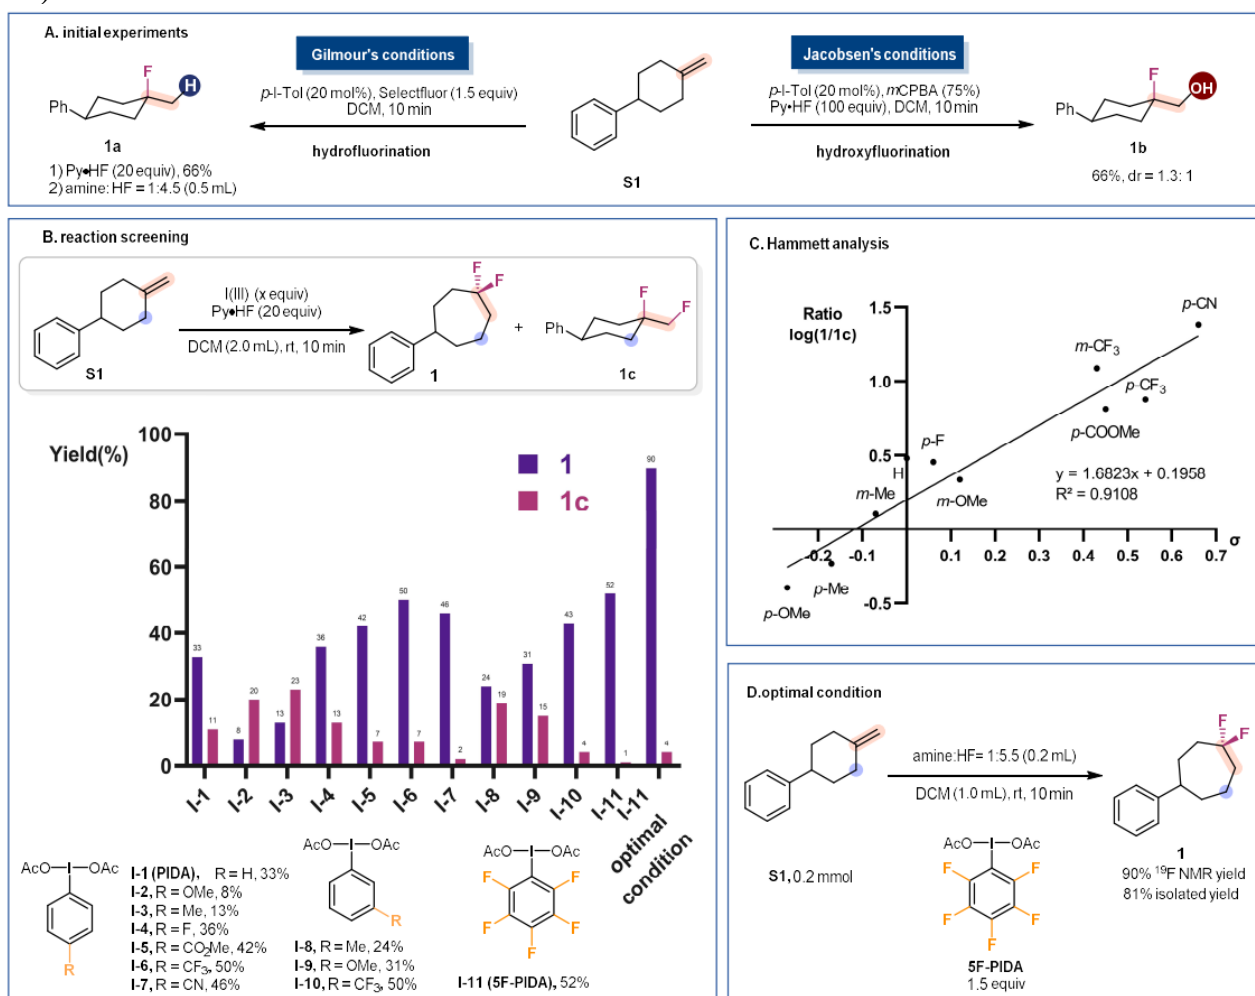 A. initial experiments
Gilmour's conditions
p-I-Tol (20 mol%), Selectfluor (1.5 equiv)
DCM, 10 min
hydrofluorination
F
H
Ph
1a
1) Py•HF (20 equiv), 66%
2) amine: HF = 1:4.5 (0.5 mL)
S1
Jacobsen's conditions
p-I-Tol (20 mol%), mCPBA (75%)
Py•HF (100 equiv), DCM, 10 min
hydroxyfluorination
F
OH
Ph
1b
66%, dr = 1.3: 1
B. reaction screening
S1
I(III) (x equiv)
Py•HF (20 equiv)
DCM (2.0 mL), rt, 10 min
F
F
1
+
F
F
Ph
1c
Yield(%)
100
80
60
40
20
0
1
1c
33
11
8
20
13
23
36
13
42
7
50
7
46
2
24
19
31
15
43
4
52
1
90
4
I-1
I-2
I-3
I-4
I-5
I-6
I-7
I-8
I-9
I-10
I-11
I-11
optimal
condition
AcO—I—OAc
R
I-1 (PIDA), R = H, 33%
I-2, R = OMe, 8%
I-3, R = Me, 13%
I-4, R = F, 36%
I-5, R = CO2Me, 42%
I-6, R = CF3, 50%
I-7, R = CN, 46%
AcO—I—OAc
R
I-8, R = Me, 24%
I-9, R = OMe, 31%
I-10, R = CF3, 50%
AcO—I—OAc
F
F
F
F
F
I-11 (5F-PIDA), 52%
C. Hammett analysis
Ratio
log(1/1c)
1.5
1.0
0.5
-0.5
-0.2
-0.1
0.1
0.2
0.3
0.4
0.5
0.6
0.7
σ
p-CN
m-CF3
p-CF3
p-COOMe
p-F
H
m-OMe
m-Me
p-Me
p-OMe
y = 1.6823x + 0.1958
R² = 0.9108
D.optimal condition
S1, 0.2 mmol
amine:HF= 1:5.5 (0.2 mL)
DCM (1.0 mL), rt, 10min
AcO—I—OAc
F
F
F
F
F
5F-PIDA
1.5 equiv
F
F
1
90% 19F NMR yield
81% isolated yield